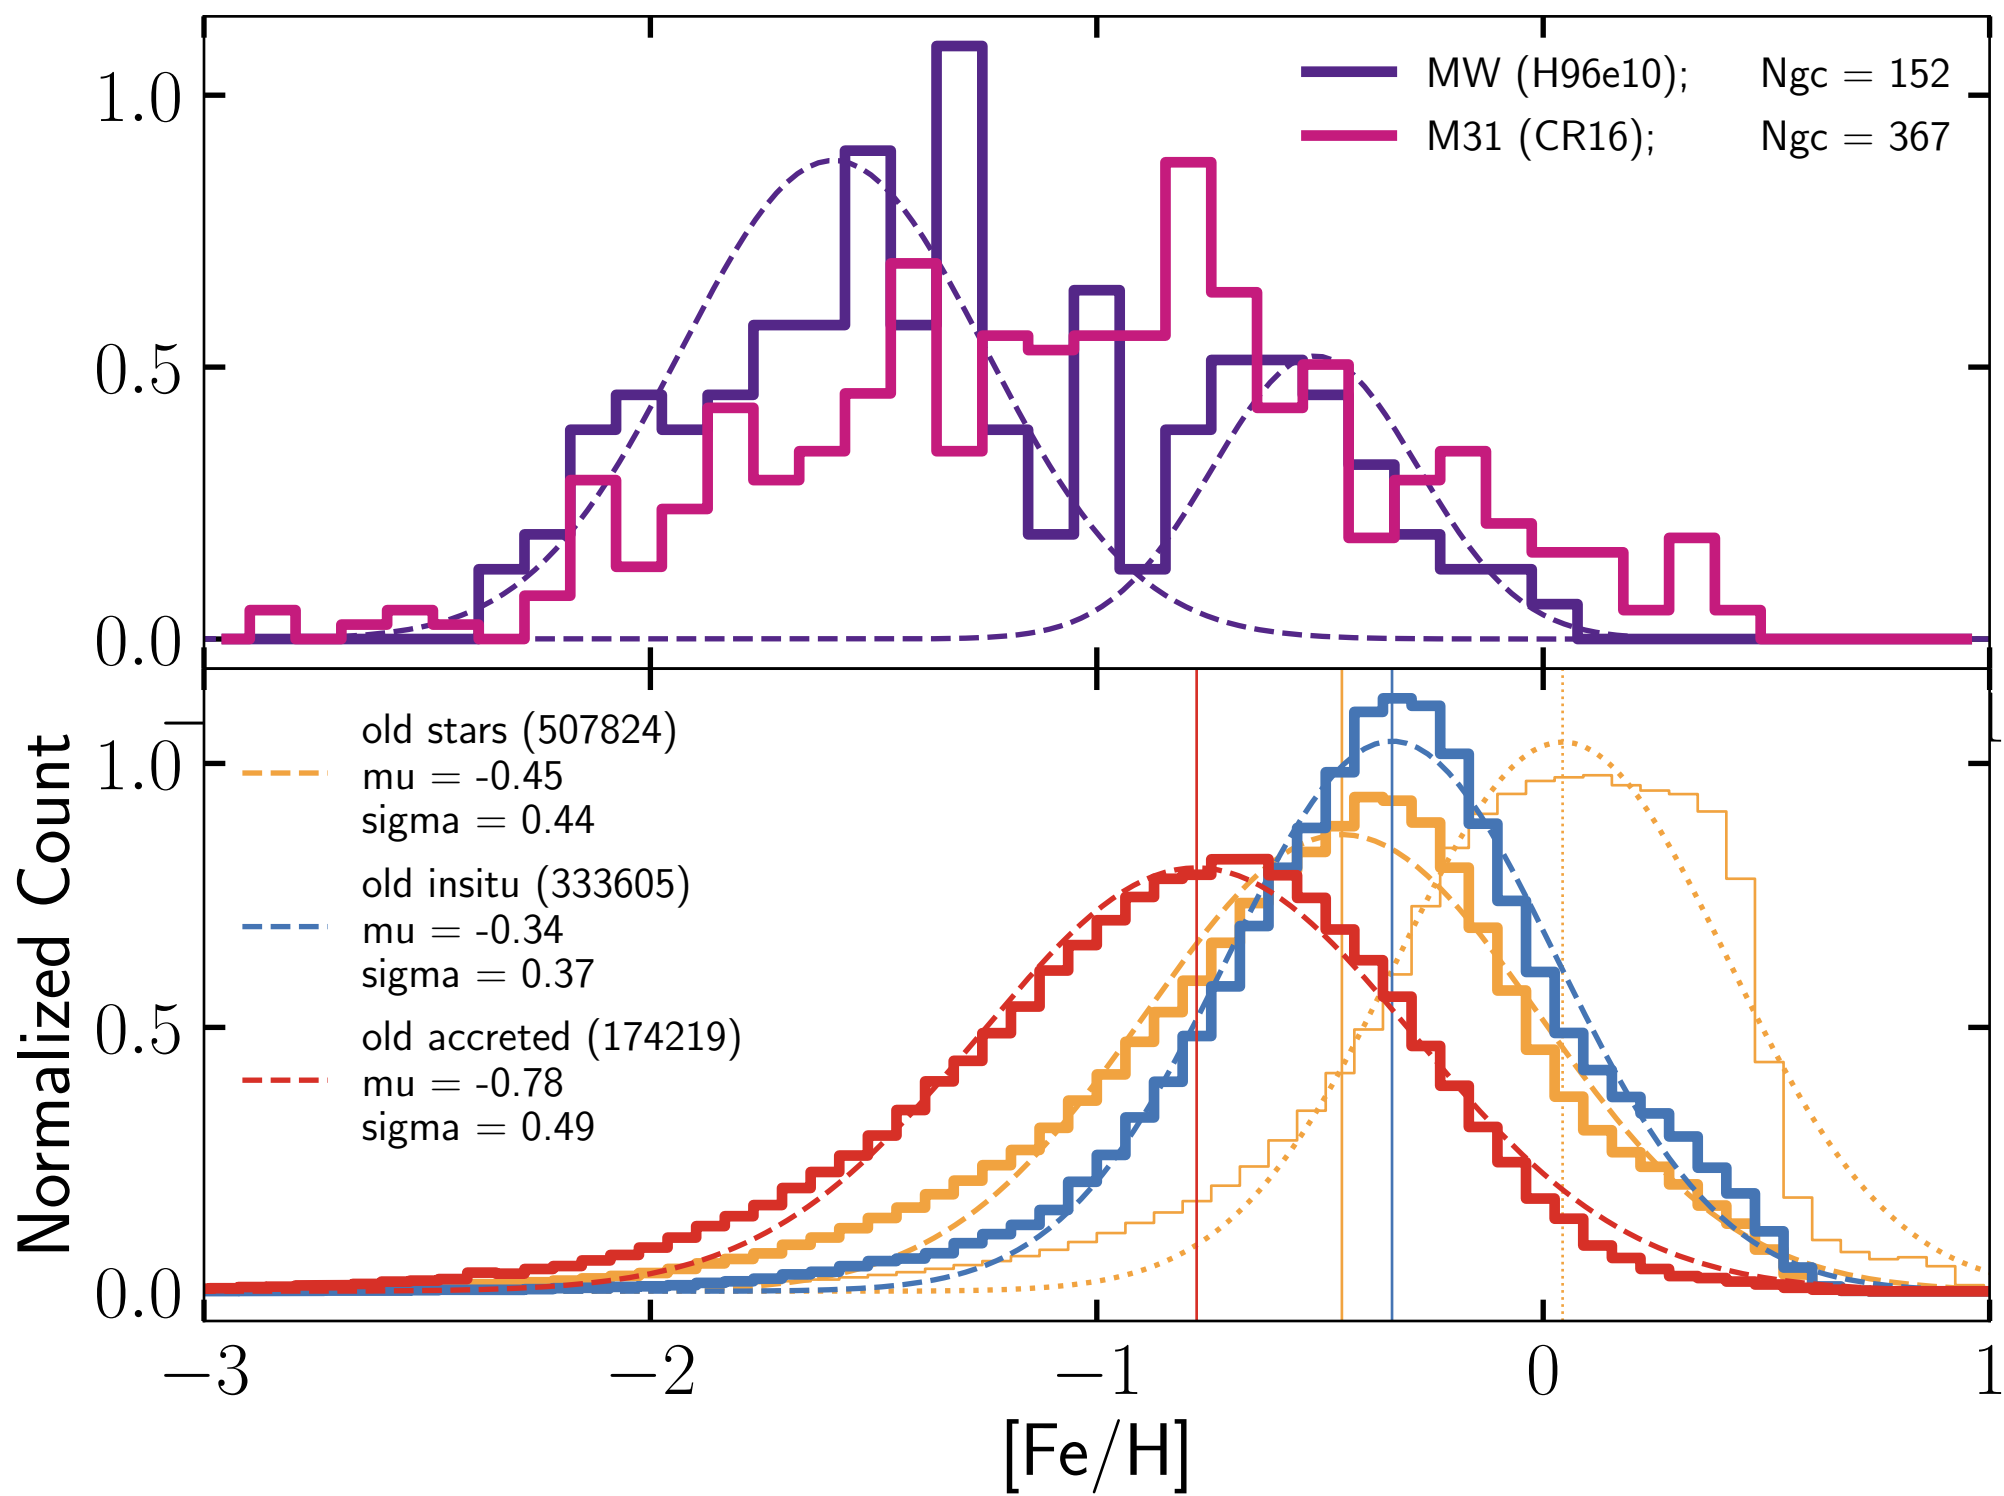 1.0
0.5
0.0
MW (H96e10); Ngc = 152
M31 (CR16); Ngc = 367
Normalized Count
1.0
0.5
0.0
old stars (507824)
mu = -0.45
sigma = 0.44
old insitu (333605)
mu = -0.34
sigma = 0.37
old accreted (174219)
mu = -0.78
sigma = 0.49
−3 −2 −1 0 1
[Fe/H]